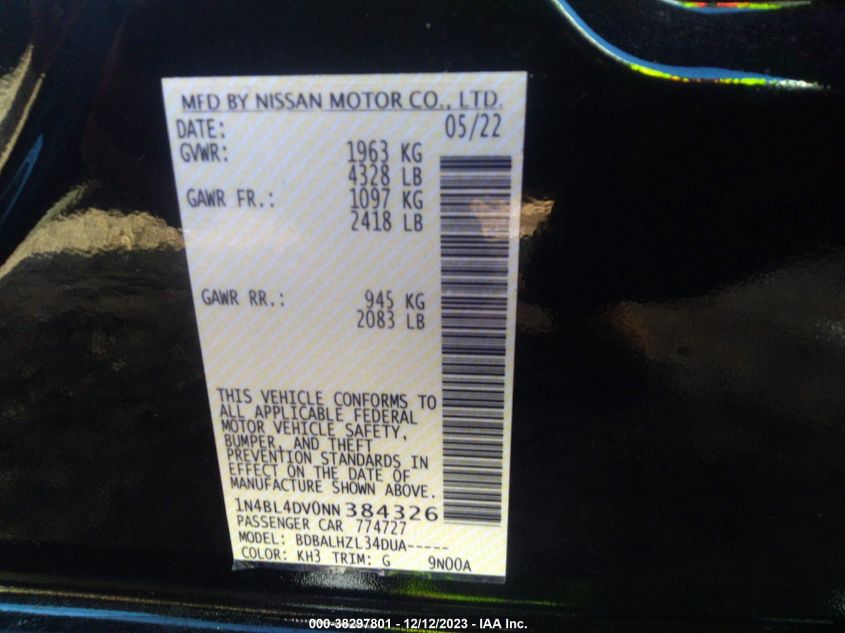 MFD BY NISSAN MOTOR CO., LTD.
DATE: 05/22
GVWR: 1963 KG
4328 LB
GAWR FR.: 1097 KG
2418 LB
GAWR RR.: 945 KG
2083 LB
THIS VEHICLE CONFORMS TO
ALL APPLICABLE FEDERAL
MOTOR VEHICLE SAFETY,
BUMPER, AND THEFT
PREVENTION STANDARDS IN
EFFECT ON THE DATE OF
MANUFACTURE SHOWN ABOVE.
1N4BL4DV0NN384326
PASSENGER CAR 774727
MODEL: BDBALHZL34DUA-----
COLOR: KH3 TRIM: G 9N00A
000-38297801 - 12/12/2023 - IAA Inc.